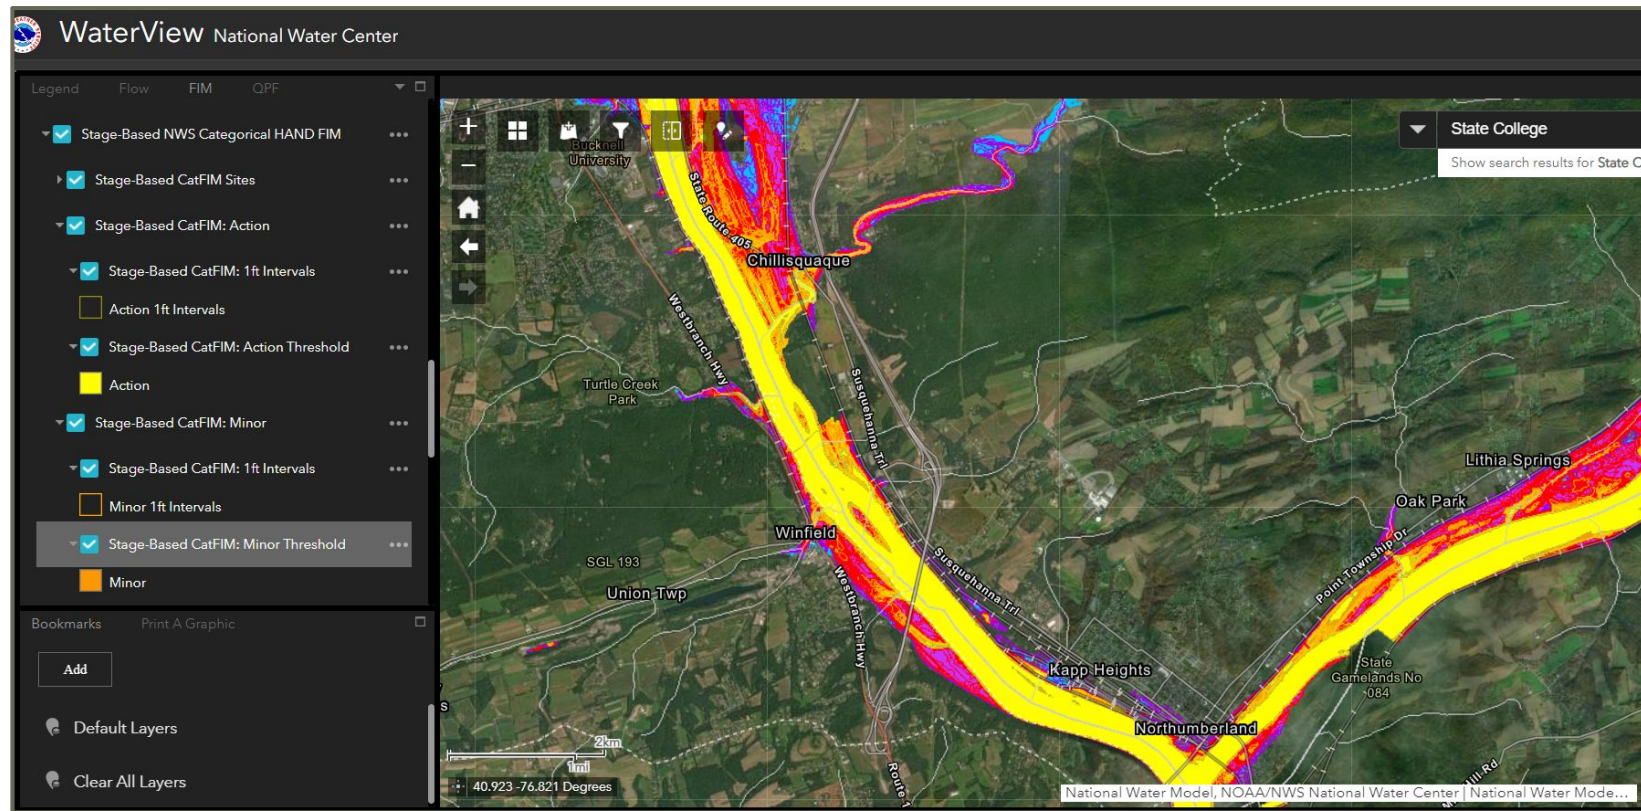 WaterView National Water Center
Legend Flow FIM QPF
Stage-Based NWS Categorical HAND FIM
Stage-Based CatFIM Sites
Stage-Based CatFIM: Action
Stage-Based CatFIM: 1ft Intervals
Action 1ft Intervals
Stage-Based CatFIM: Action Threshold
Action
Stage-Based CatFIM: Minor
Stage-Based CatFIM: 1ft Intervals
Minor 1ft Intervals
Stage-Based CatFIM: Minor Threshold
Minor
Bookmarks Print A Graphic
Add
Default Layers
Clear All Layers
State College
Show search results for State C
Bucknell
University
State Route 405
Chillisquaque
Westbranch Hwy
Turtle Creek
Park
Susquehanna Trl
Lithia Springs
Oak Park
Winfield
SGL 193
Union Twp
Susquehanna Trl
Point Township Dr
Westbranch Hwy
Kapp Heights
State
Gamelands No
084
Northumberland
s
2km
1mi
Route 1
40.923 -76.821 Degrees
National Water Model, NOAA/NWS National Water Center | National Water Mode...